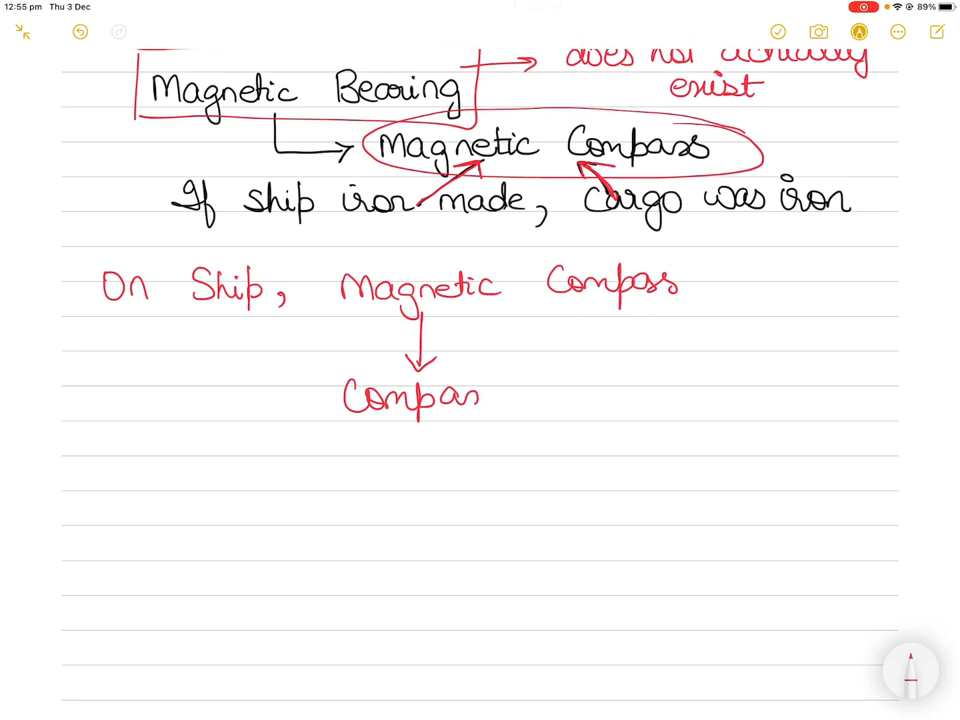 12:55 pm Thu 3 Dec 89%
does not actually
exist
Magnetic Bearing
Magnetic Compass
If ship iron made, cargo was iron
On Ship, Magnetic Compass
Compas